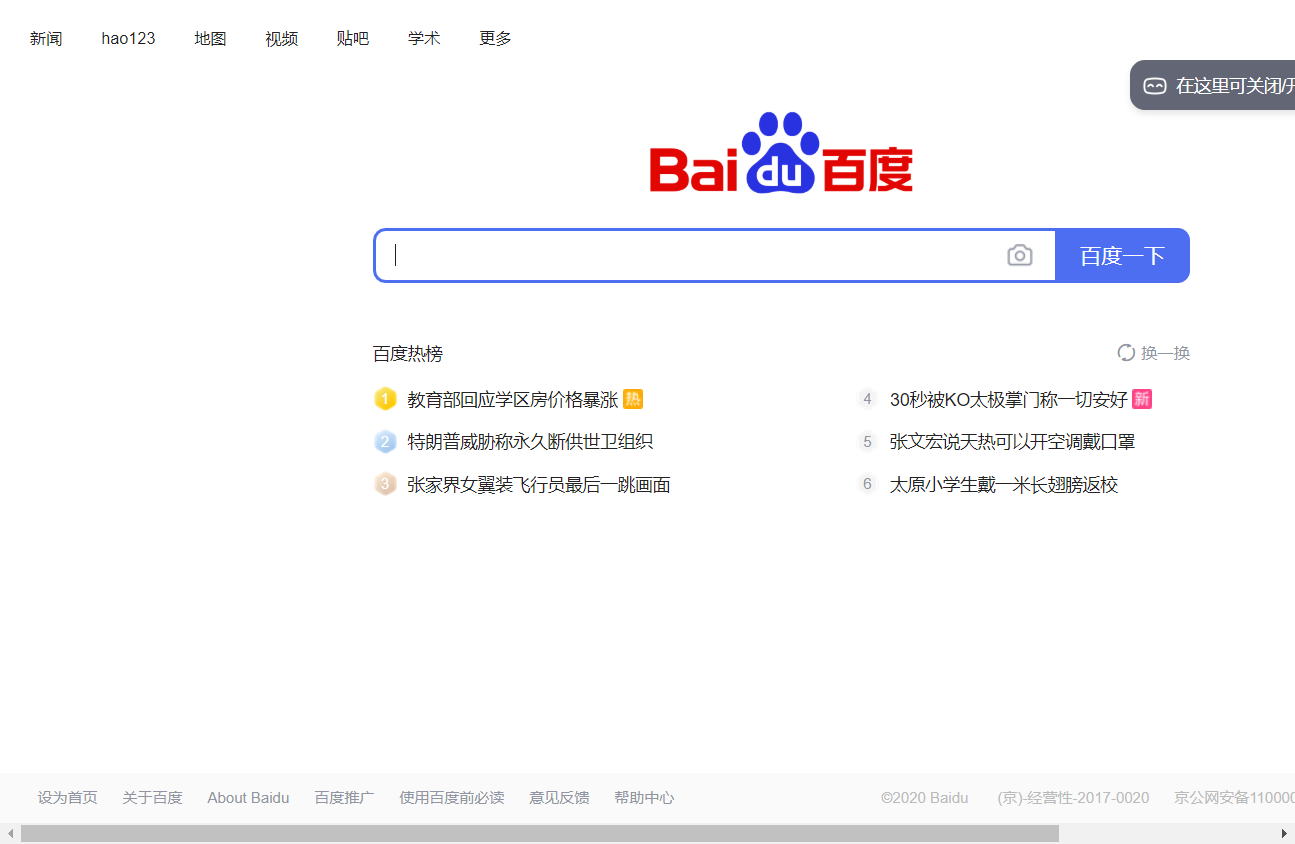 新闻 hao123 地图 视频 贴吧 学术 更多
在这里可关闭/
Bai du 百度
百度一下
百度热榜 换一换
1 教育部回应学区房价格暴涨 热
2 特朗普威胁称永久断供世卫组织
3 张家界女翼装飞行员最后一跳画面
4 30秒被KO太极掌门称一切安好 新
5 张文宏说天热可以开空调戴口罩
6 太原小学生戴一米长翅膀返校
设为首页 关于百度 About Baidu 百度推广 使用百度前必读 意见反馈 帮助中心 ©2020 Baidu (京)-经营性-2017-0020 京公网安备110000